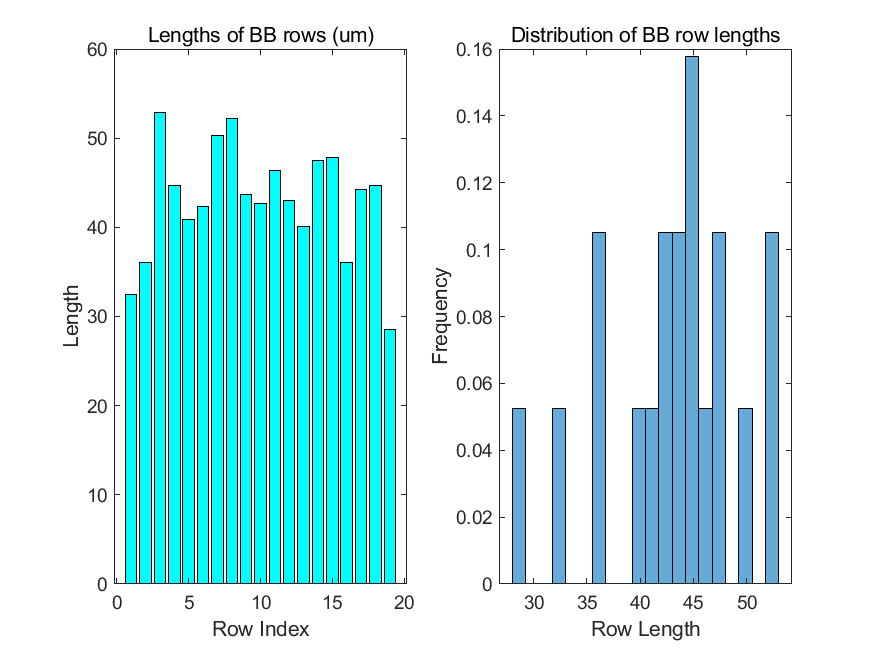 Lengths of BB rows (um)
60
50
40
30
20
10
0
Length
0 5 10 15 20
Row Index
Distribution of BB row lengths
0.16
0.14
0.12
0.1
0.08
0.06
0.04
0.02
0
Frequency
30 35 40 45 50
Row Length